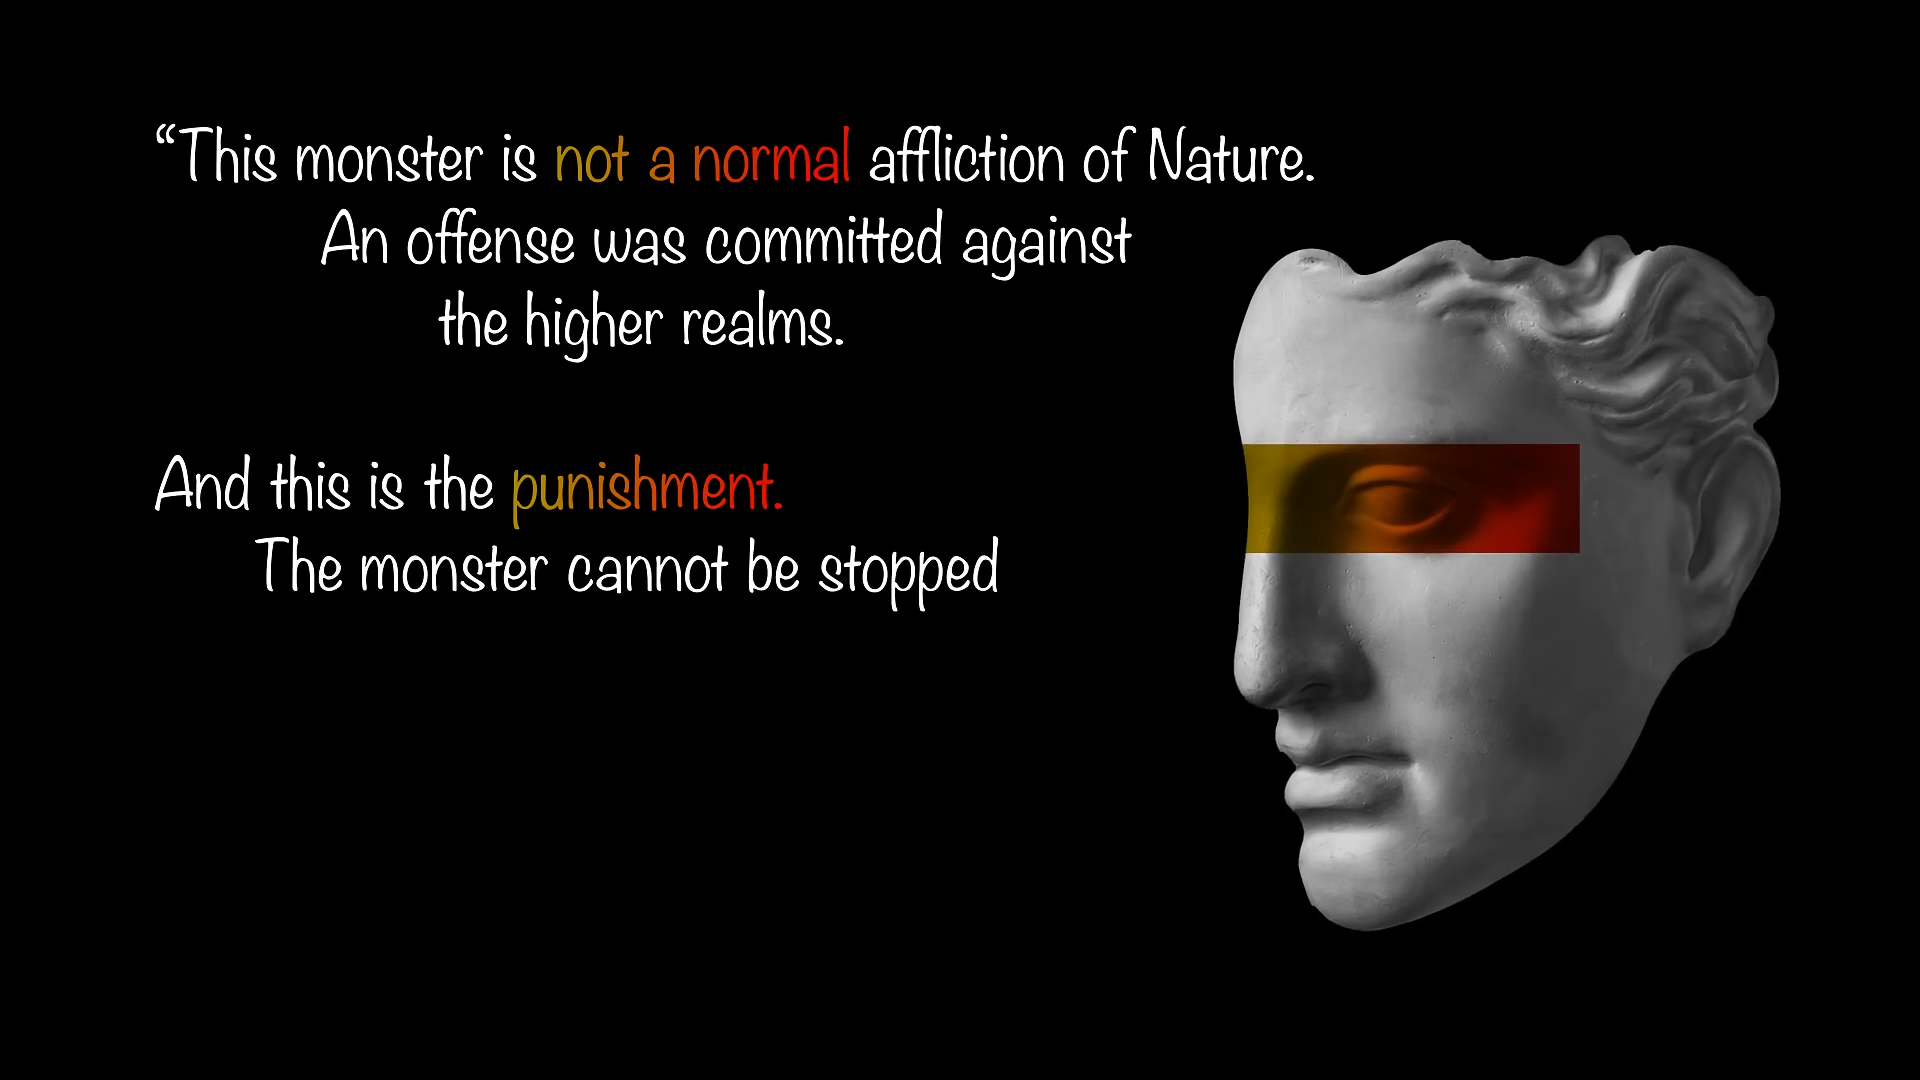 “This monster is not a normal affliction of Nature.
An offense was committed against
the higher realms.
And this is the punishment.
The monster cannot be stopped